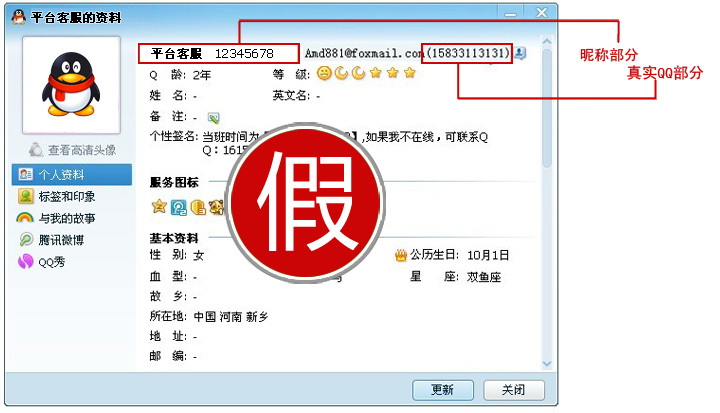 平台客服的资料
平台客服 12345678 Amd881@foxmail.com(15833113131)
昵称部分
真实QQ部分
Q 龄: 2年 等 级:
姓 名: - 英文名: -
备 注: -
个性签名: 当班时间为 】,如果我不在线，可联系Q
Q：161
查看高清头像
个人资料
标签和印象
与我的故事
腾讯微博
QQ秀
服务图标
假
基本资料
性 别: 女 公历生日: 10月1日
血 型: - 星 座: 双鱼座
故 乡: -
所在地: 中国 河南 新乡
地 址: -
邮 编: -
更新 关闭